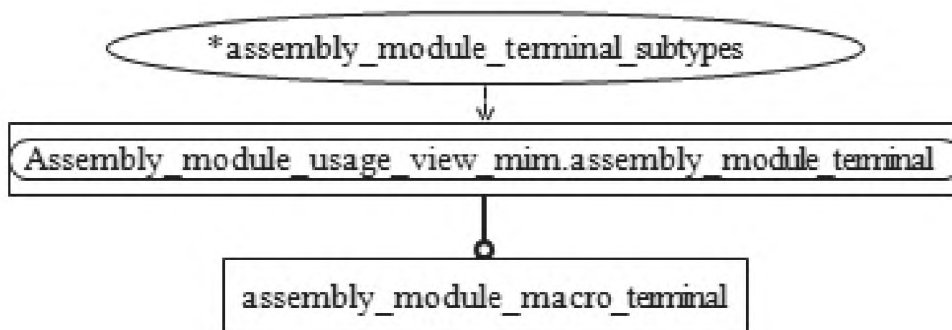 *assembly_module_terminal_subtypes
Assembly_module_usage_view_mim.assembly_module_terminal
assembly_module_macro_terminal